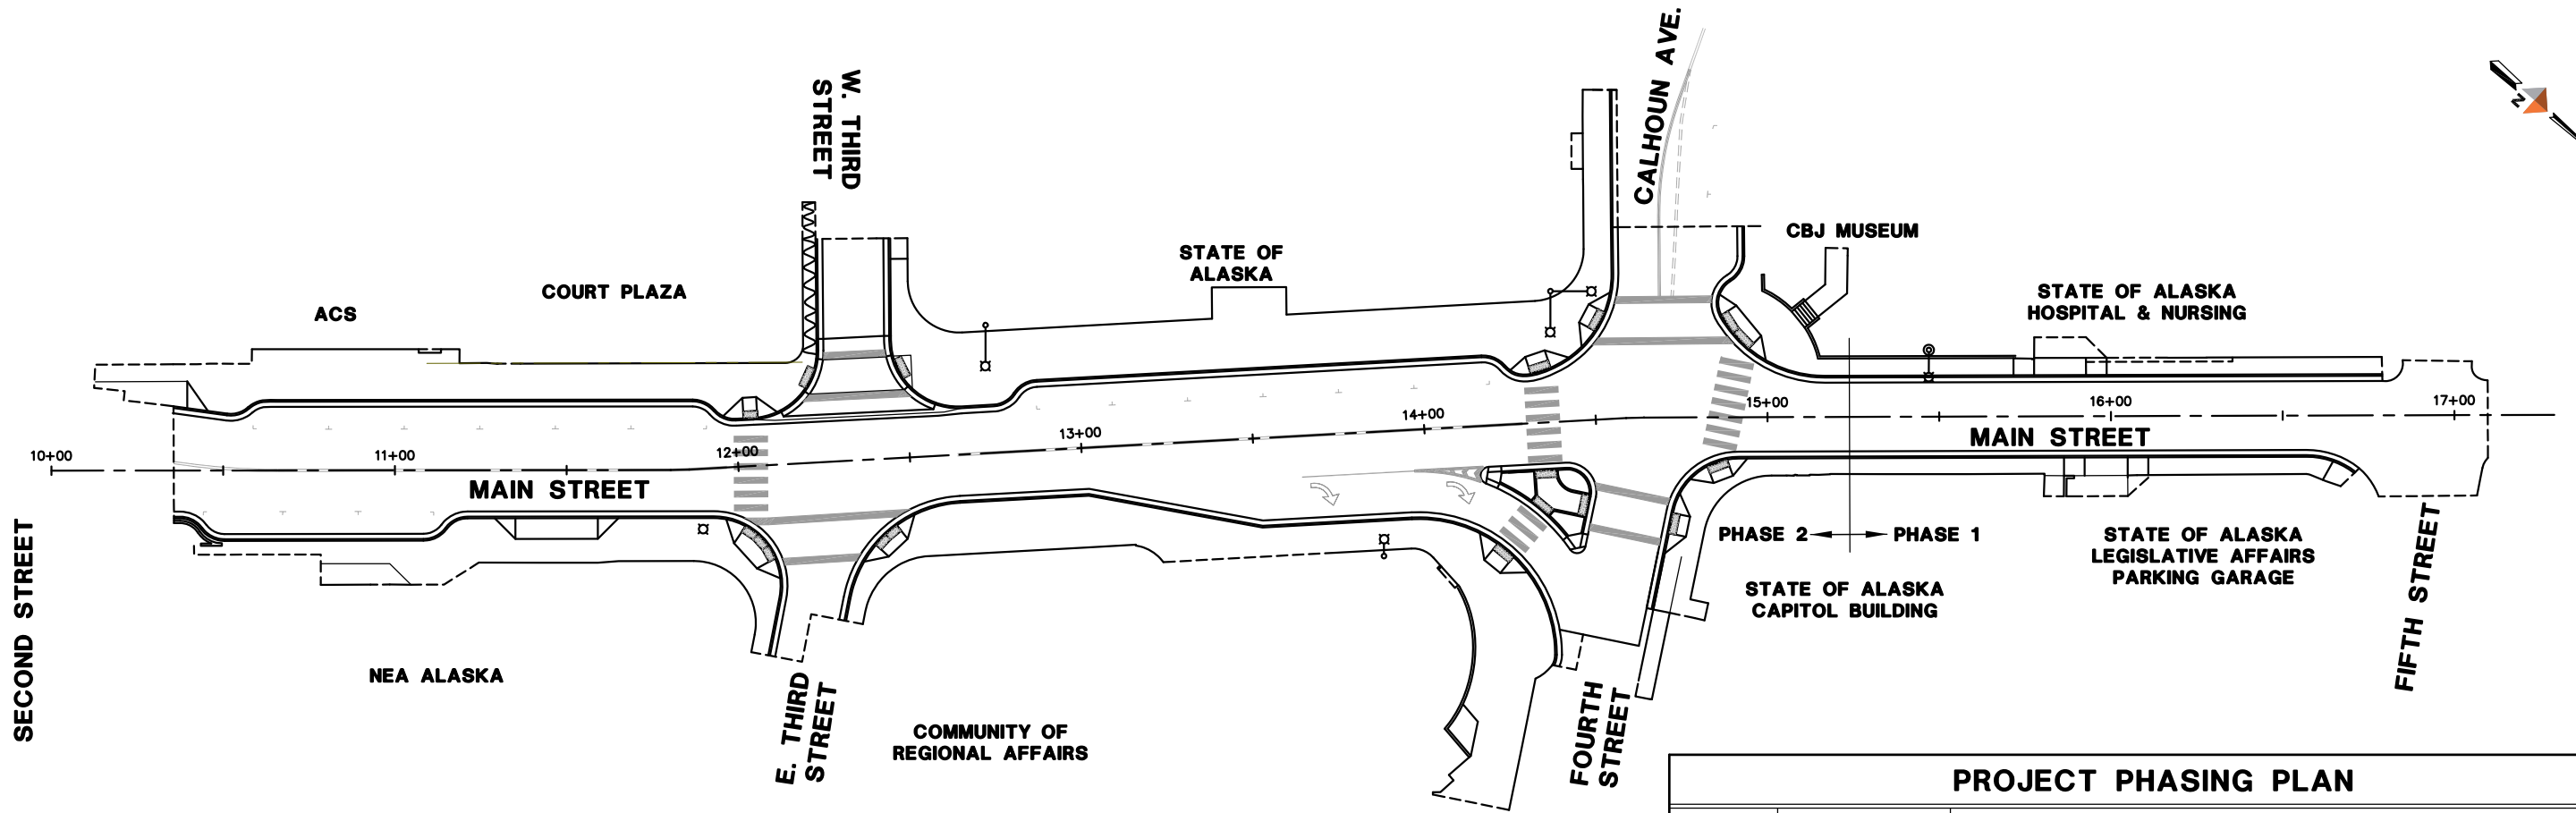 CALHOUN AVE.
W. THIRD
STREET
N
CBJ MUSEUM
STATE OF
ALASKA
COURT PLAZA
ACS
STATE OF ALASKA
HOSPITAL & NURSING
10+00
11+00
12+00
13+00
14+00
15+00
16+00
17+00
MAIN STREET
MAIN STREET
PHASE 2
PHASE 1
STATE OF ALASKA
LEGISLATIVE AFFAIRS
PARKING GARAGE
STATE OF ALASKA
CAPITOL BUILDING
SECOND STREET
NEA ALASKA
E. THIRD
STREET
COMMUNITY OF
REGIONAL AFFAIRS
FOURTH
STREET
FIFTH STREET
PROJECT PHASING PLAN